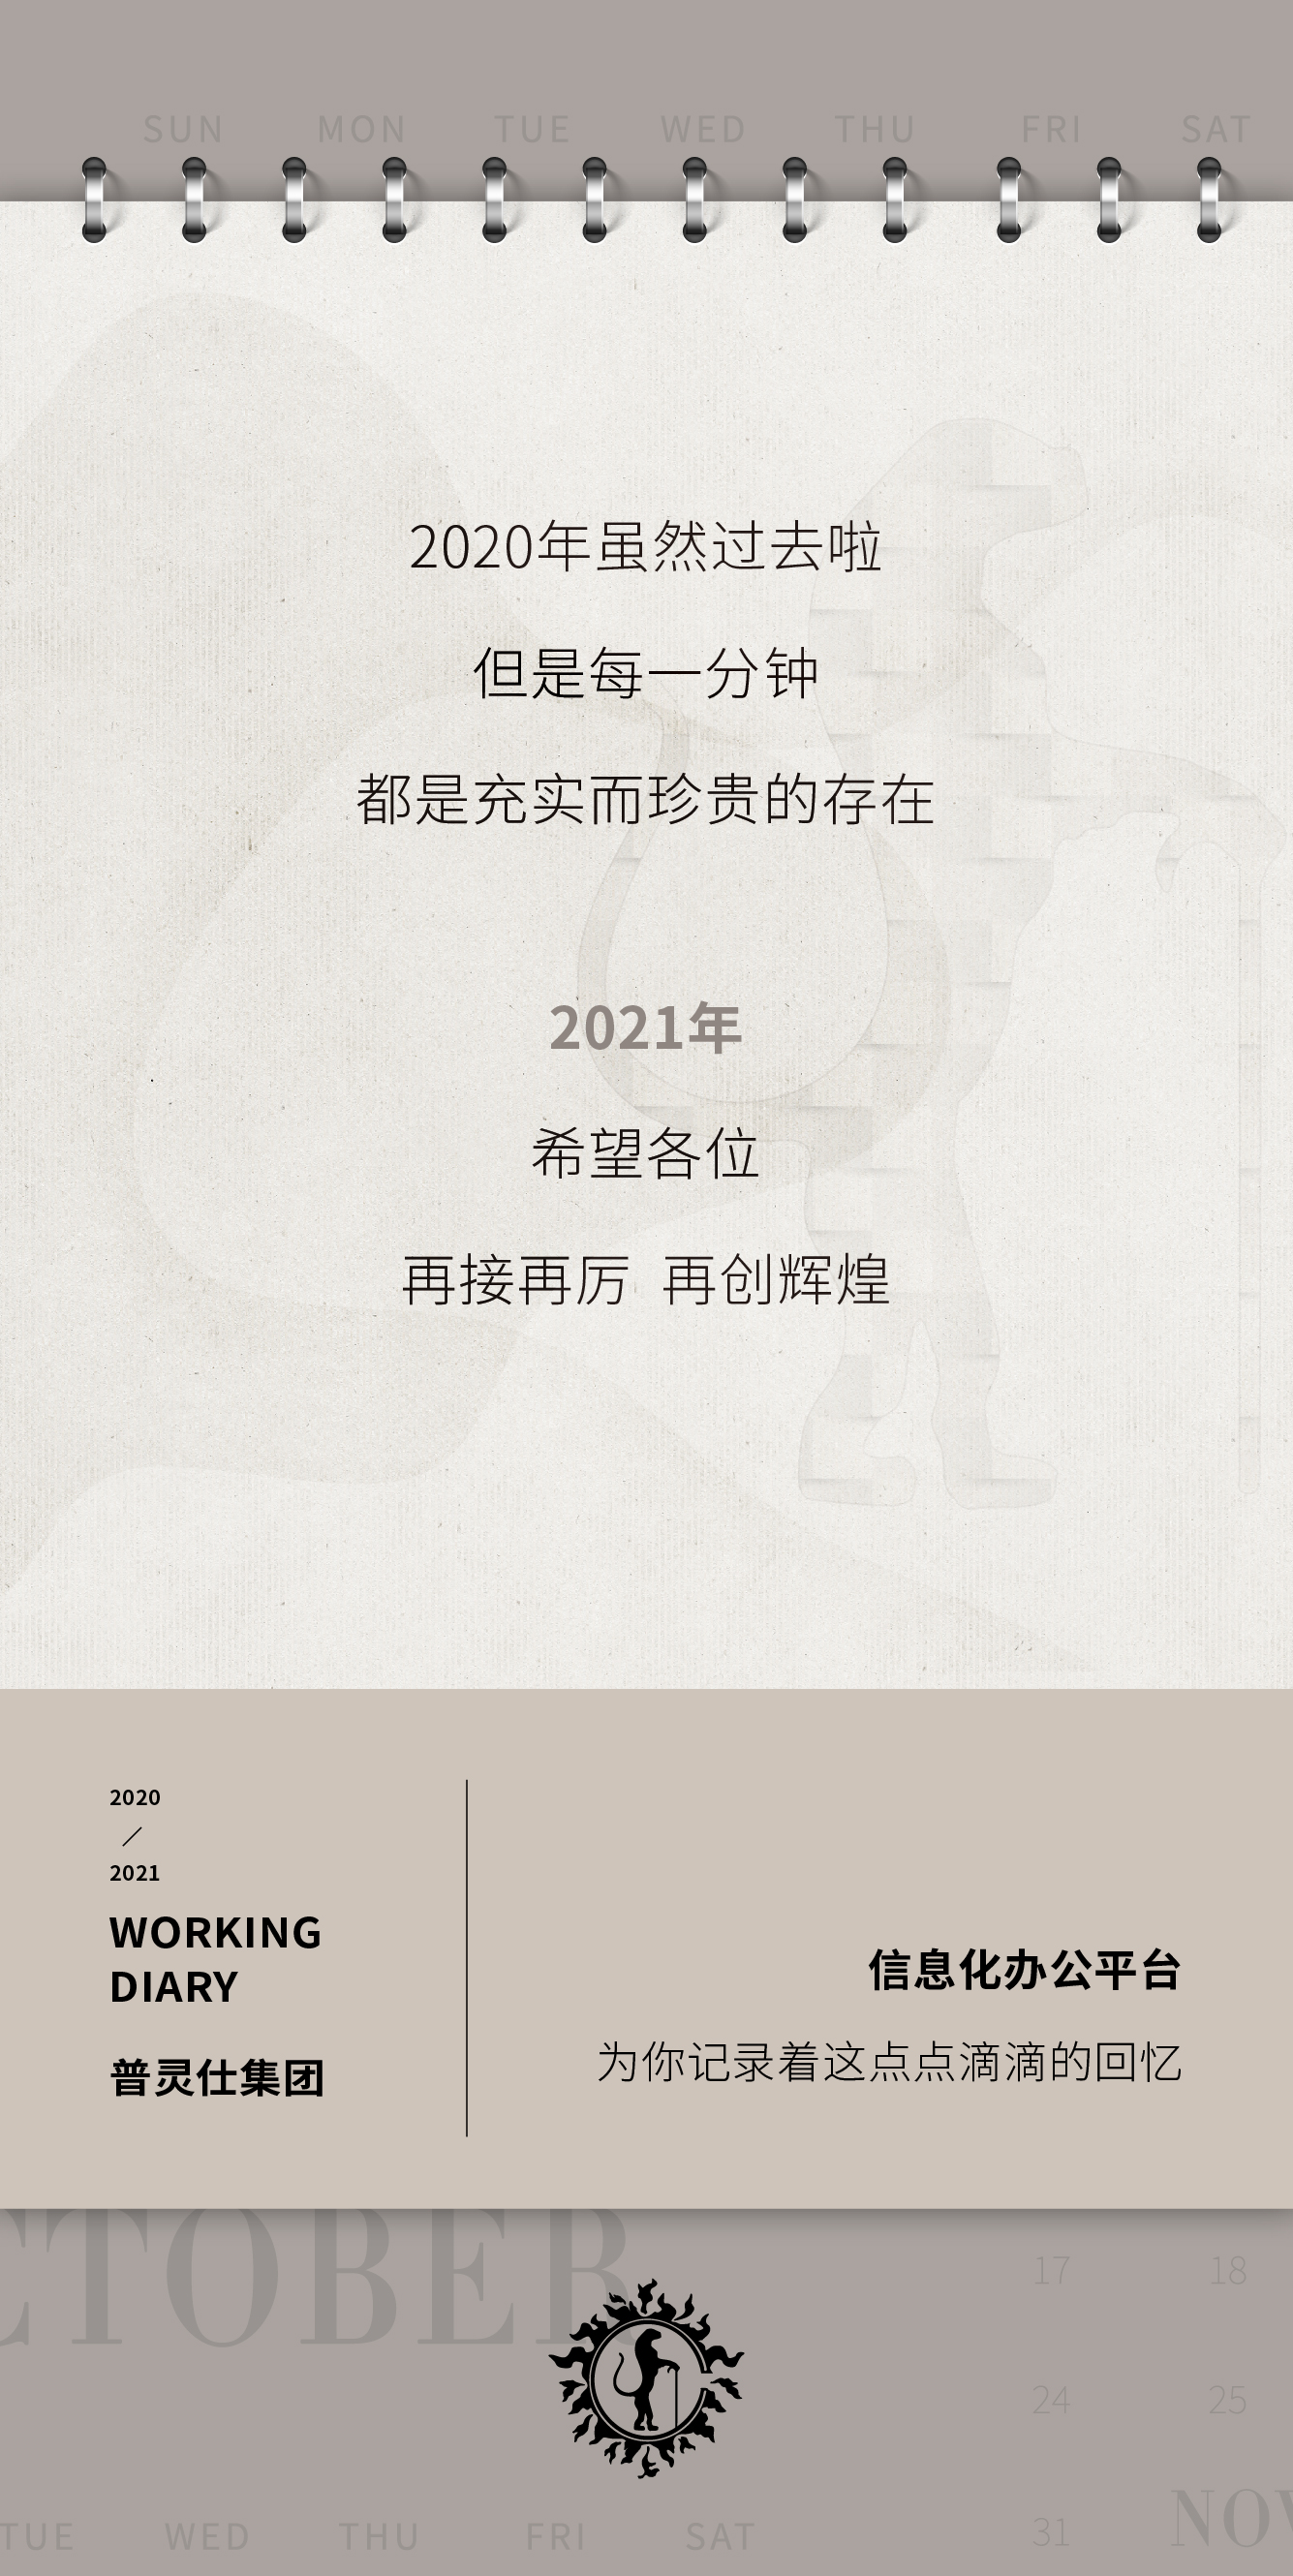 SUN MON TUE WED THU FRI SAT
2020年虽然过去啦
但是每一分钟
都是充实而珍贵的存在
2021年
希望各位
再接再厉 再创辉煌
2020
/
2021
WORKING
DIARY
普灵仕集团
信息化办公平台
为你记录着这点点滴滴的回忆
CTOBER
17 18
24 25
31
NOV
TUE WED THU FRI SAT